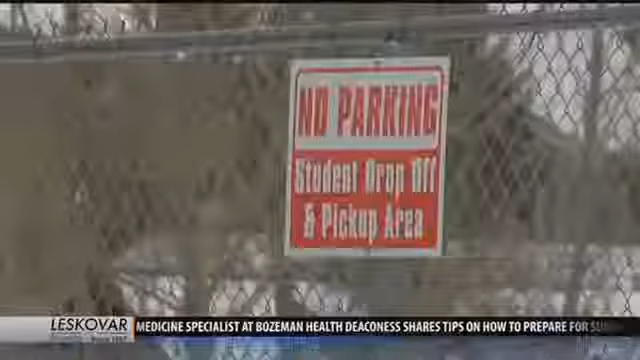 NO PARKING
Student Drop Off
& Pickup Area
LESKOVAR MEDICINE SPECIALIST AT BOZEMAN HEALTH DEACONESS SHARES TIPS ON HOW TO PREPARE FOR